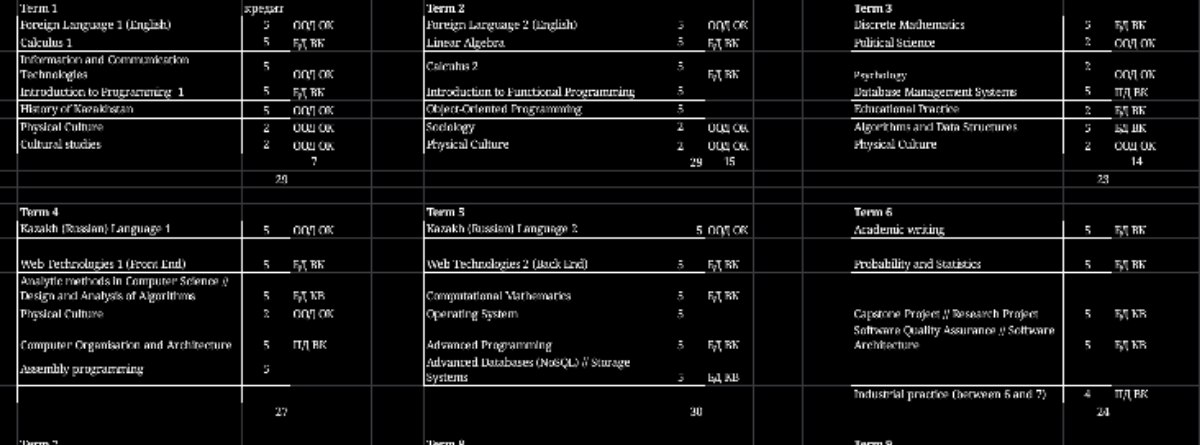 Term 1 кредит
Foreign Language 1 (English) 5 ООД ОК
Calculus 1 5 БД ВК
Information and Communication
Technologies 5 ООД ОК
Introduction to Programming 1 5 БД ВК
History of Kazakhstan 5 ООД ОК
Physical Culture 2 ООД ОК
Cultural studies 2 ООД ОК
7
29
Term 2
Foreign Language 2 (English) 5 ООД ОК
Linear Algebra 5 БД ВК
Calculus 2 5 БД ВК
Introduction to Functional Programming 5
Object-Oriented Programming 5
Sociology 2 ООД ОК
Physical Culture 2 ООД ОК
29 15
Term 3
Discrete Mathematics 5 БД ВК
Political Science 2 ООД ОК
Psychology 2 ООД ОК
Database Management Systems 5 ПД ВК
Educational Practice 2 БД ВК
Algorithms and Data Structures 5 БД ВК
Physical Culture 2 ООД ОК
14
23
Term 4
Kazakh (Russian) Language 1 5 ООД ОК
Web Technologies 1 (Front End) 5 БД ВК
Analytic methods in Computer Science //
Design and Analysis of Algorithms 5 БД КВ
Physical Culture 2 ООД ОК
Computer Organisation and Architecture 5 ПД ВК
Assembly programming 5
27
Term 5
Kazakh (Russian) Language 2 5 ООД ОК
Web Technologies 2 (Back End) 5 БД ВК
Computational Mathematics 5 БД ВК
Operating System 5
Advanced Programming 5 БД ВК
Advanced Databases (NoSQL) // Storage
Systems 5 БД КВ
30
Term 6
Academic writing 5 БД ВК
Probability and Statistics 5 БД ВК
Capstone Project // Research Project 5 БД КВ
Software Quality Assurance // Software
Architecture 5 БД КВ
Industrial practice (between 6 and 7) 4 ПД ВК
24